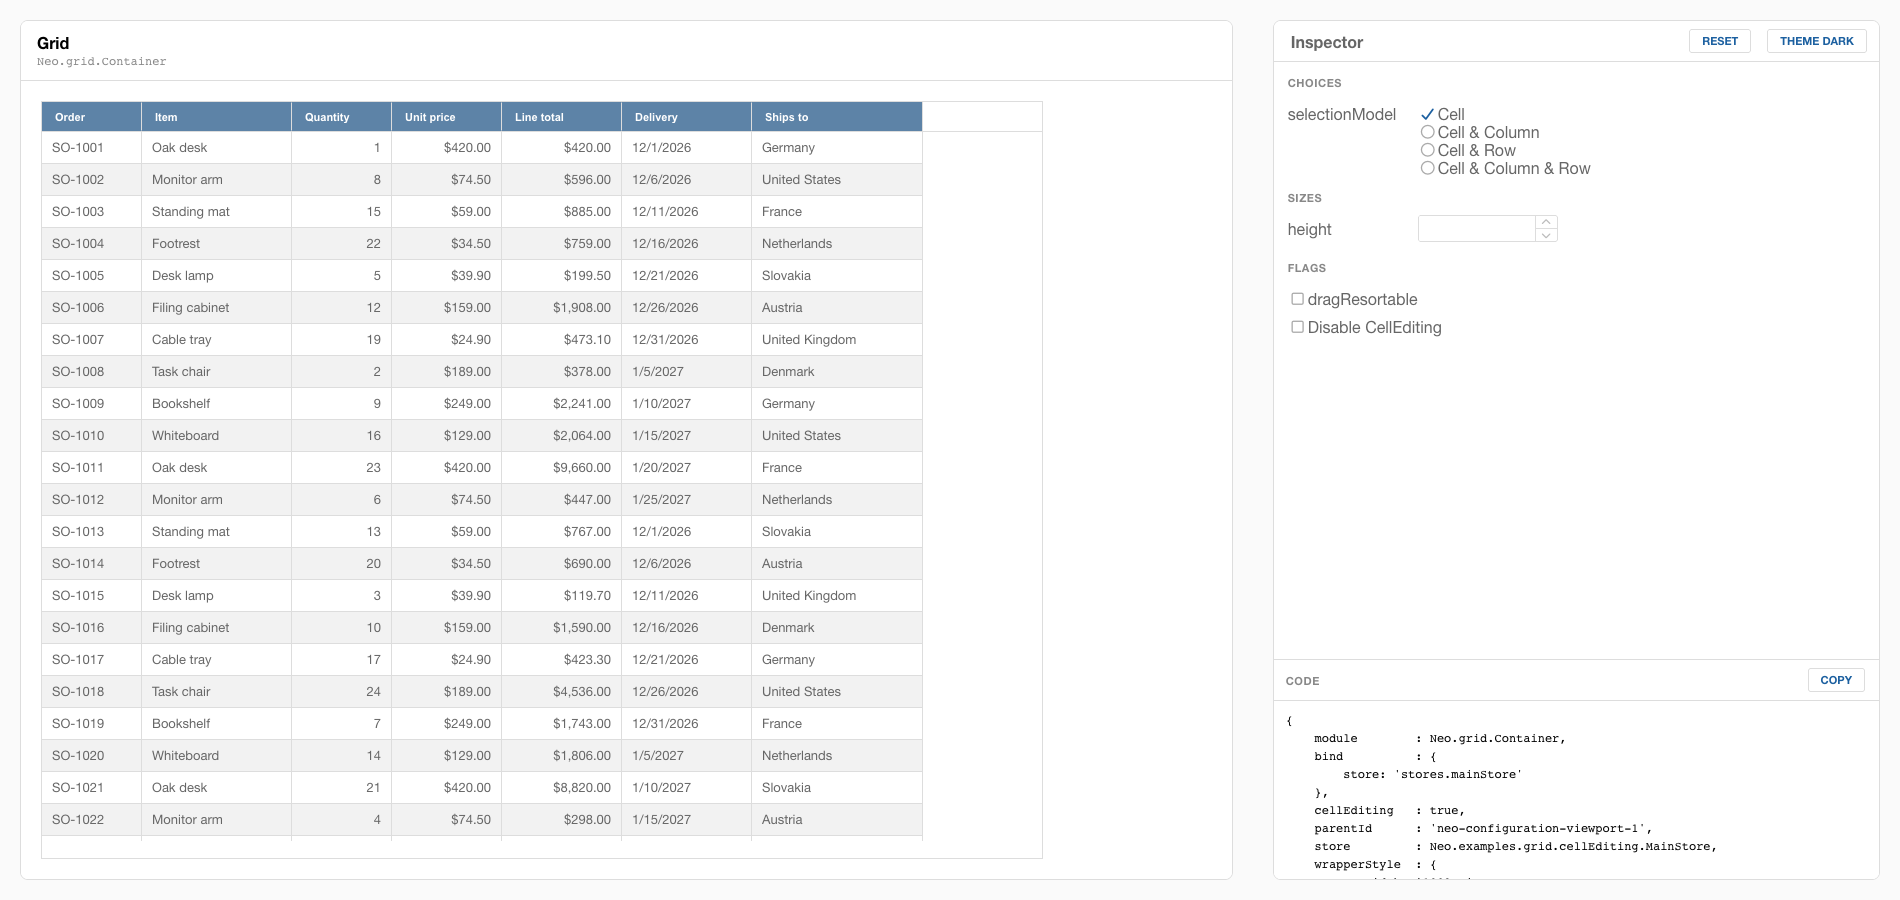 Grid
Neo.grid.Container
Order Item Quantity Unit price Line total Delivery Ships to
SO-1001 Oak desk 1 $420.00 $420.00 12/1/2026 Germany
SO-1002 Monitor arm 8 $74.50 $596.00 12/6/2026 United States
SO-1003 Standing mat 15 $59.00 $885.00 12/11/2026 France
SO-1004 Footrest 22 $34.50 $759.00 12/16/2026 Netherlands
SO-1005 Desk lamp 5 $39.90 $199.50 12/21/2026 Slovakia
SO-1006 Filing cabinet 12 $159.00 $1,908.00 12/26/2026 Austria
SO-1007 Cable tray 19 $24.90 $473.10 12/31/2026 United Kingdom
SO-1008 Task chair 2 $189.00 $378.00 1/5/2027 Denmark
SO-1009 Bookshelf 9 $249.00 $2,241.00 1/10/2027 Germany
SO-1010 Whiteboard 16 $129.00 $2,064.00 1/15/2027 United States
SO-1011 Oak desk 23 $420.00 $9,660.00 1/20/2027 France
SO-1012 Monitor arm 6 $74.50 $447.00 1/25/2027 Netherlands
SO-1013 Standing mat 13 $59.00 $767.00 12/1/2026 Slovakia
SO-1014 Footrest 20 $34.50 $690.00 12/6/2026 Austria
SO-1015 Desk lamp 3 $39.90 $119.70 12/11/2026 United Kingdom
SO-1016 Filing cabinet 10 $159.00 $1,590.00 12/16/2026 Denmark
SO-1017 Cable tray 17 $24.90 $423.30 12/21/2026 Germany
SO-1018 Task chair 24 $189.00 $4,536.00 12/26/2026 United States
SO-1019 Bookshelf 7 $249.00 $1,743.00 12/31/2026 France
SO-1020 Whiteboard 14 $129.00 $1,806.00 1/5/2027 Netherlands
SO-1021 Oak desk 21 $420.00 $8,820.00 1/10/2027 Slovakia
SO-1022 Monitor arm 4 $74.50 $298.00 1/15/2027 Austria
Inspector RESET THEME DARK
CHOICES
selectionModel Cell
Cell & Column
Cell & Row
Cell & Column & Row
SIZES
height
FLAGS
dragResortable
Disable CellEditing
CODE COPY
{
module : Neo.grid.Container,
bind : {
store: 'stores.mainStore'
},
cellEditing : true,
parentId : 'neo-configuration-viewport-1',
store : Neo.examples.grid.cellEditing.MainStore,
wrapperStyle : {